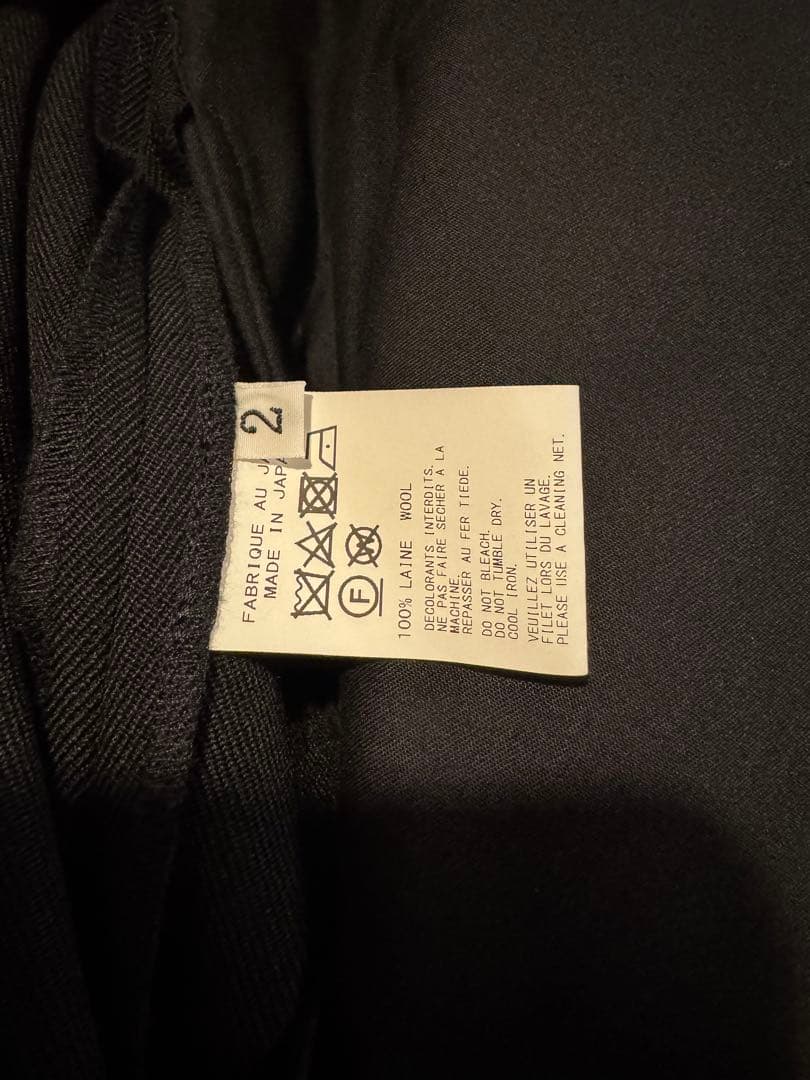 2
FABRIQUE AU
MADE IN
F
W
100% LAINE WOOL
DECOLORANTS INTERDITS.
NE PAS FAIRE SECHER A LA
MACHINE.
REPASSER AU FER TIEDE.
DO NOT BLEACH.
DO NOT TUMBLE DRY.
COOL IRON.
VEUILLEZ UTILISER UN
FILET LORS DU LAVAGE.
PLEASE USE A CLEANING NET.